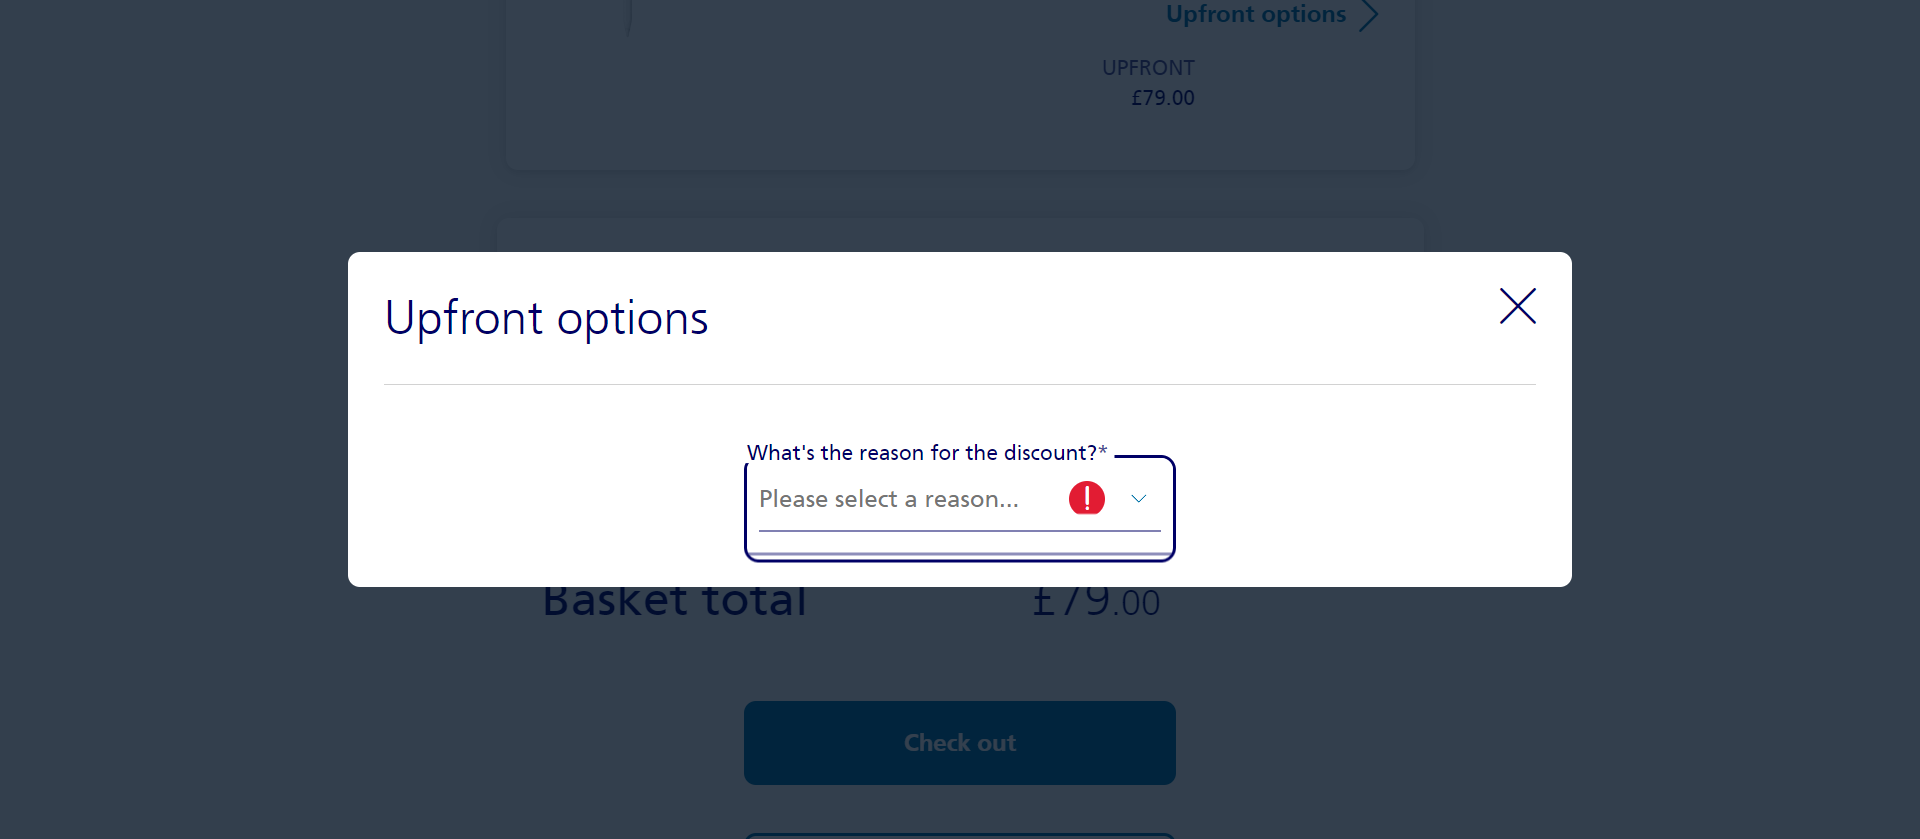 Upfront options
UPFRONT
£79.00
Upfront options
What's the reason for the discount?*
Please select a reason...
Basket total £79.00
Check out